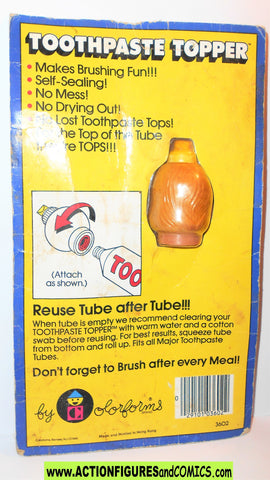 TOOTHPASTE TOPPER
• Makes Brushing Fun!!!
• Self-Sealing!
• No Mess!
• No Drying Out!
Lost Toothpaste Tops!
the Top of the Tube
TOPS!!!
TOO
(Attach
as shown.)
Reuse Tube after Tube!!!
When tube is empty we recommend clearing your
TOOTHPASTE TOPPER™ with warm water and a cotton
swab before reusing. For best results, squeeze tube
from bottom and roll up. Fits all Major Toothpaste
Tubes.
Don't forget to Brush after every Meal!
by Colorforms
0
29101 03602
3602
Made and Printed in Hong Kong
www.ACTIONFIGURESandCOMICS.com